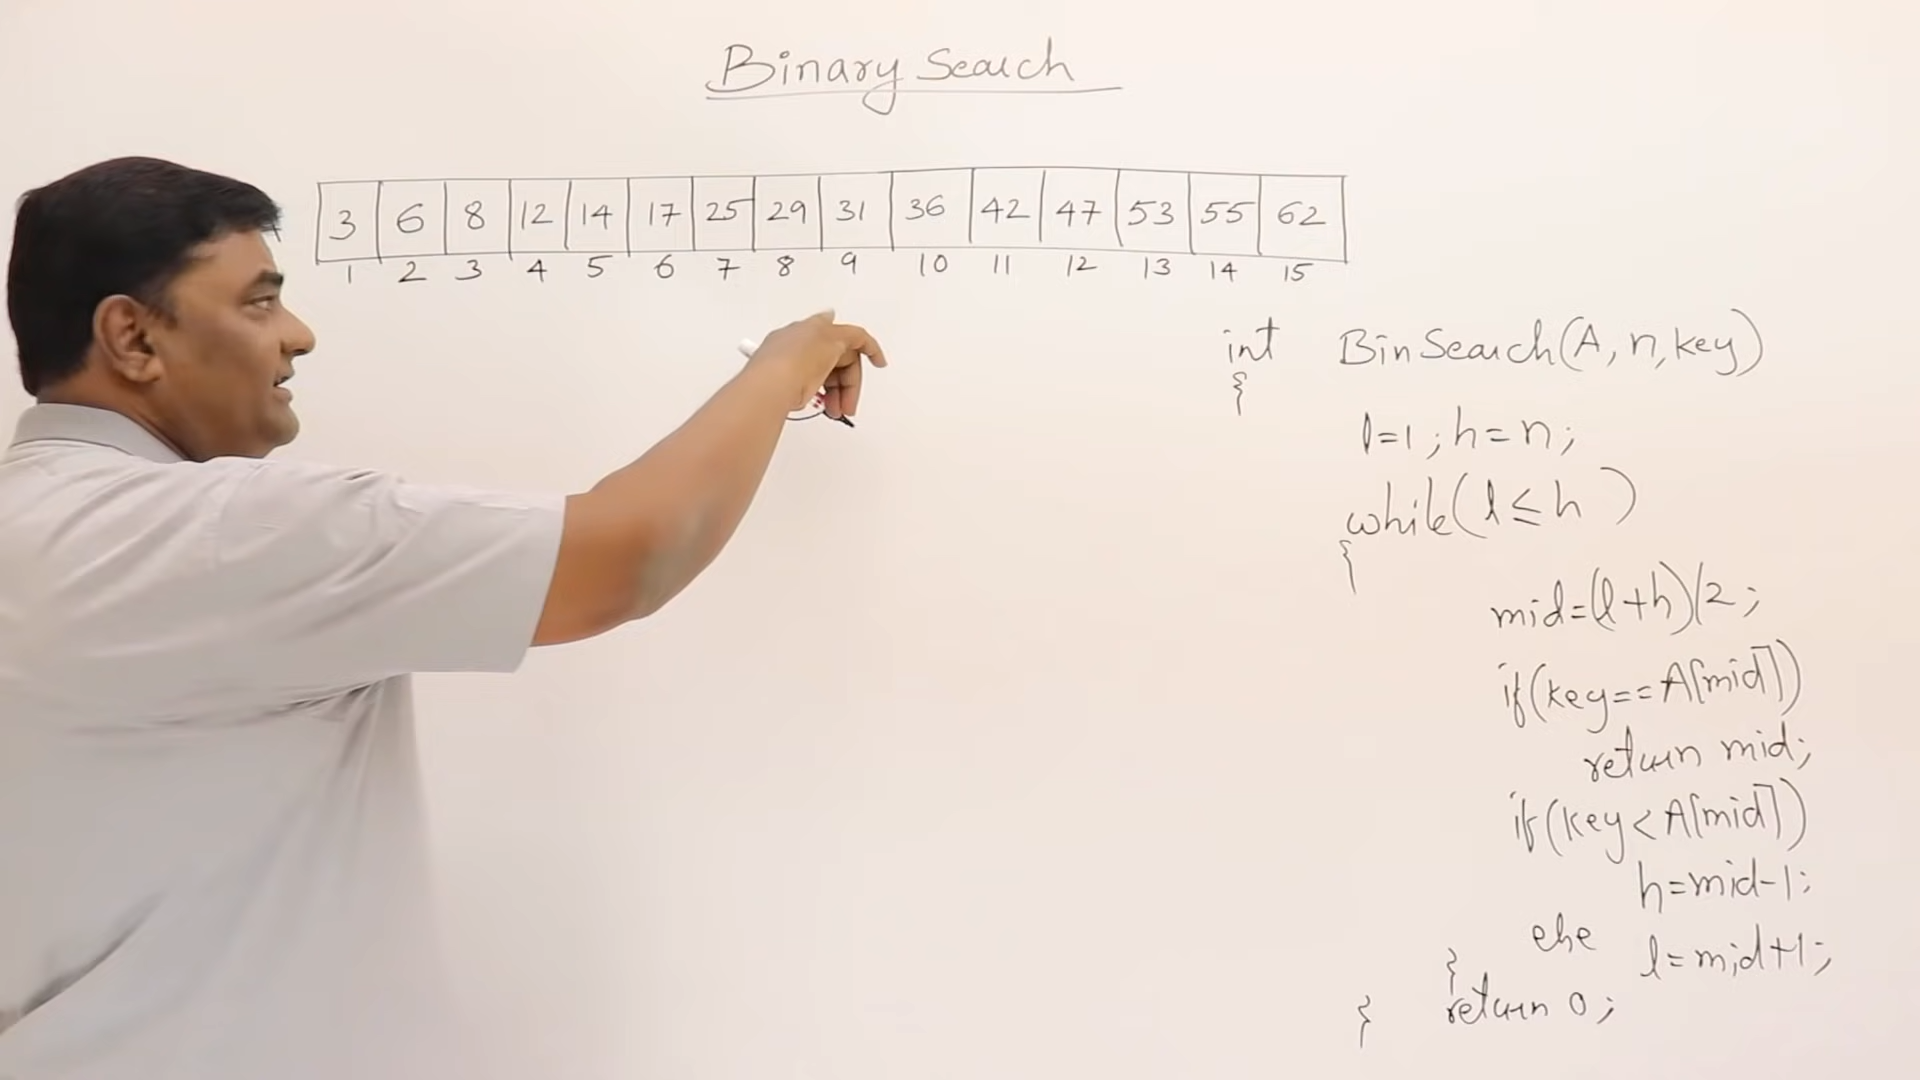 Binary Search
3 6 8 12 14 17 25 29 31 36 42 47 53 55 62
1 2 3 4 5 6 7 8 9 10 11 12 13 14 15
int BinSearch(A, n, key)
{
l=1; h=n;
while(l≤h)
{
mid=(l+h)/2;
if(key==A[mid])
return mid;
if(key<A[mid])
h=mid-1;
else
l=mid+1;
}
return 0;
}